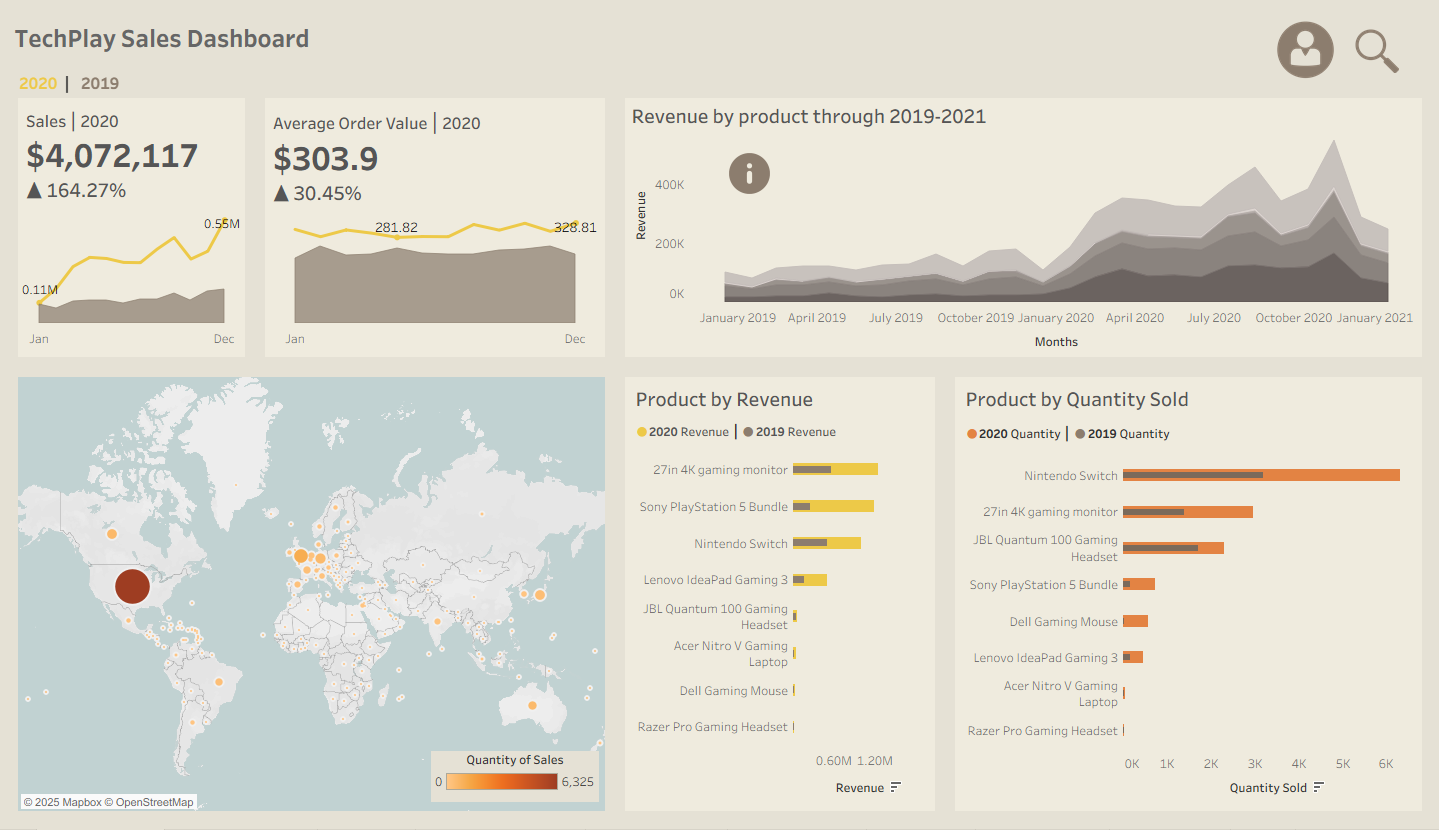 TechPlay Sales Dashboard
2020 | 2019
Sales | 2020
$4,072,117
▲ 164.27%
0.55M
0.11M
Jan Dec
Average Order Value | 2020
$303.9
▲ 30.45%
281.82 328.81
Jan Dec
Revenue by product through 2019-2021
i
Revenue
400K
200K
0K
January 2019 April 2019 July 2019 October 2019 January 2020 April 2020 July 2020 October 2020 January 2021
Months
Quantity of Sales
0 6,325
© 2025 Mapbox © OpenStreetMap
Product by Revenue
2020 Revenue | 2019 Revenue
27in 4K gaming monitor
Sony PlayStation 5 Bundle
Nintendo Switch
Lenovo IdeaPad Gaming 3
JBL Quantum 100 Gaming
Headset
Acer Nitro V Gaming
Laptop
Dell Gaming Mouse
Razer Pro Gaming Headset
0.60M 1.20M
Revenue
Product by Quantity Sold
2020 Quantity | 2019 Quantity
Nintendo Switch
27in 4K gaming monitor
JBL Quantum 100 Gaming
Headset
Sony PlayStation 5 Bundle
Dell Gaming Mouse
Lenovo IdeaPad Gaming 3
Acer Nitro V Gaming
Laptop
Razer Pro Gaming Headset
0K 1K 2K 3K 4K 5K 6K
Quantity Sold